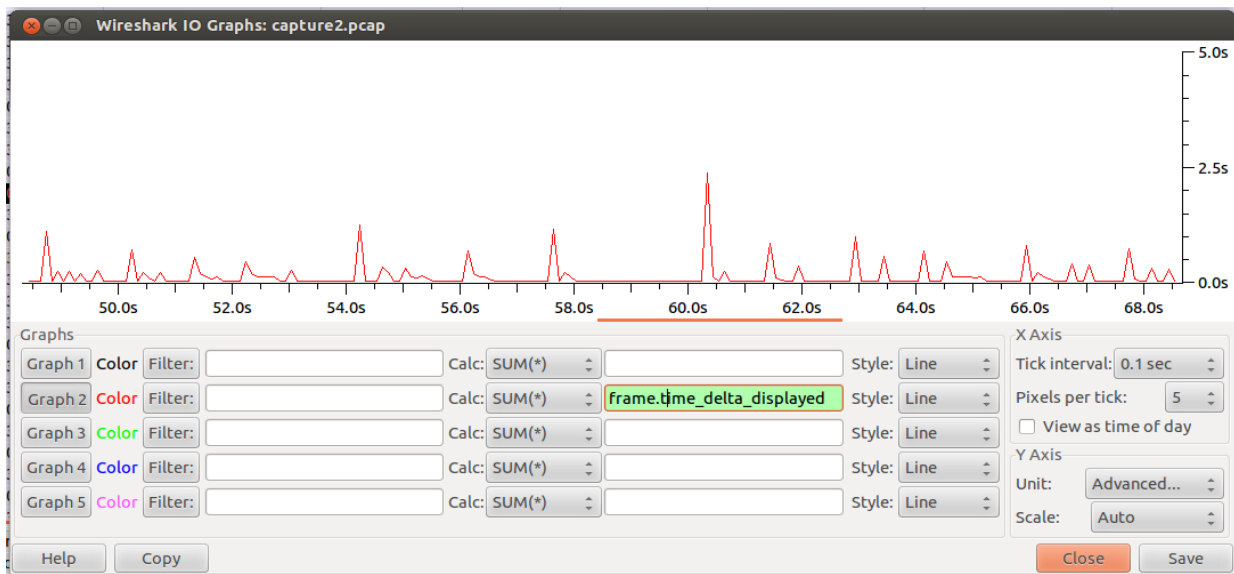 Wireshark IO Graphs: capture2.pcap
5.0s
2.5s
0.0s
50.0s 52.0s 54.0s 56.0s 58.0s 60.0s 62.0s 64.0s 66.0s 68.0s
Graphs
Graph 1 Color Filter: Calc: SUM(*) Style: Line
Graph 2 Color Filter: Calc: SUM(*) frame.time_delta_displayed Style: Line
Graph 3 Color Filter: Calc: SUM(*) Style: Line
Graph 4 Color Filter: Calc: SUM(*) Style: Line
Graph 5 Color Filter: Calc: SUM(*) Style: Line
X Axis
Tick interval: 0.1 sec
Pixels per tick: 5
View as time of day
Y Axis
Unit: Advanced...
Scale: Auto
Help Copy Close Save